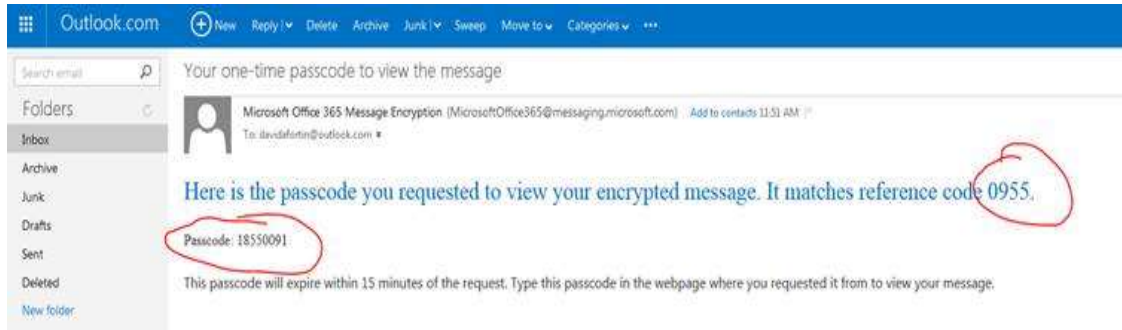 Outlook.com New Reply Delete Archive Junk Sweep Move to Categories ...
Search email
Folders
Inbox
Archive
Junk
Drafts
Sent
Deleted
New folder
Your one-time passcode to view the message
Microsoft Office 365 Message Encryption (MicrosoftOffice365@messaging.microsoft.com) Add to contacts 11:51 AM
To: davidafortin@outlook.com
Here is the passcode you requested to view your encrypted message. It matches reference code 0955.
Passcode: 18550091
This passcode will expire within 15 minutes of the request. Type this passcode in the webpage where you requested it from to view your message.